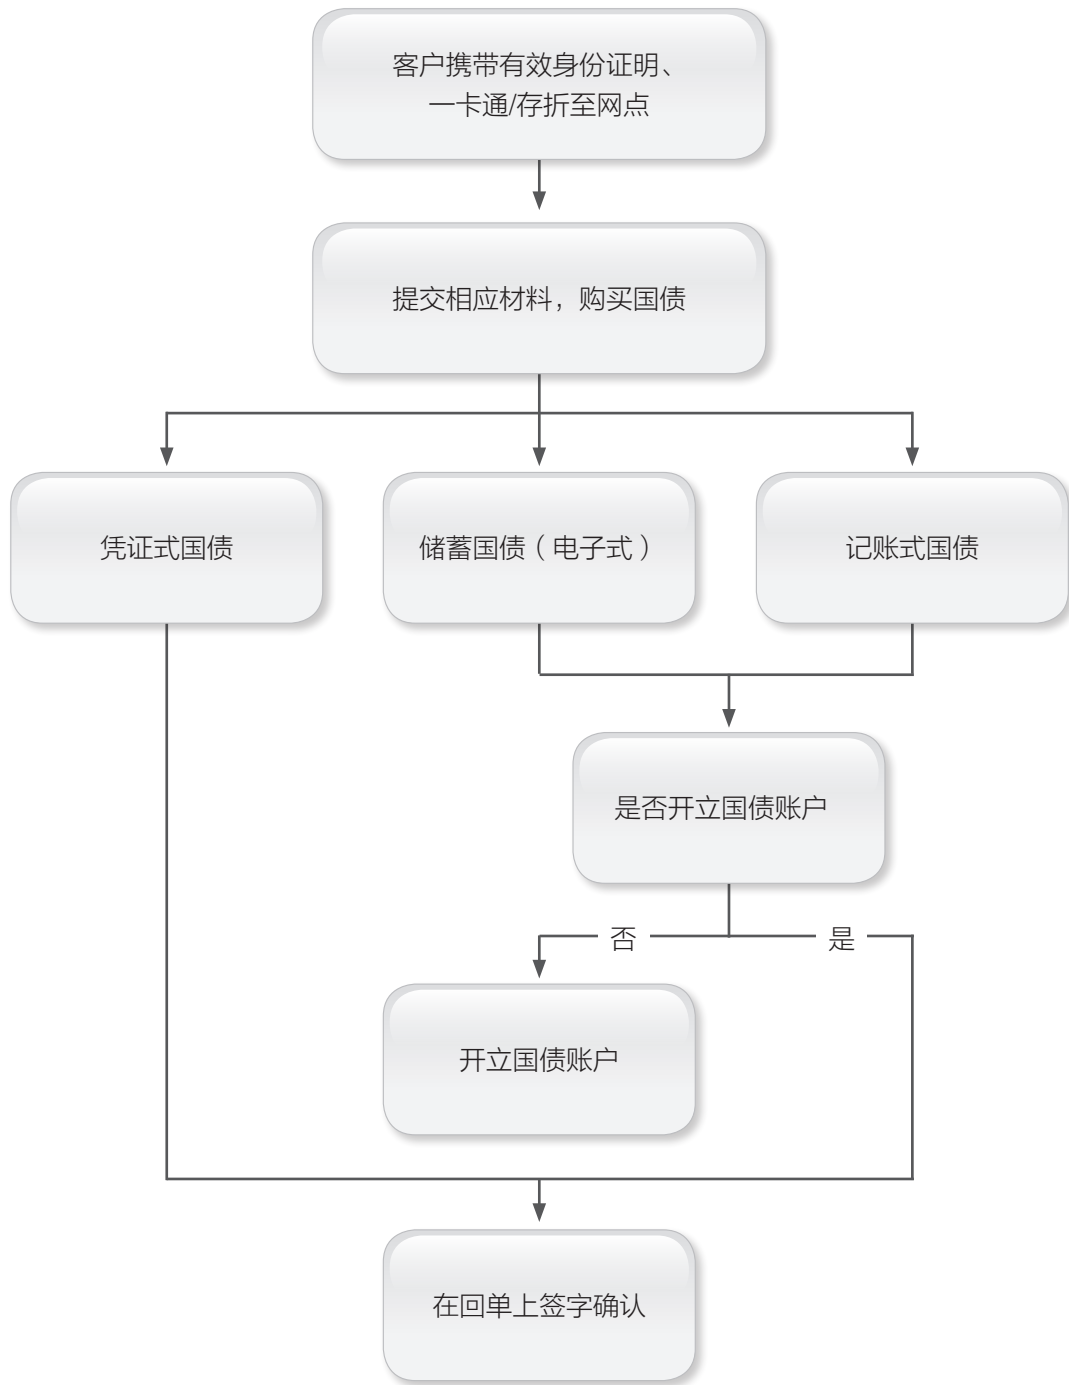 客户携带有效身份证明、
一卡通/存折至网点
提交相应材料，购买国债
凭证式国债
储蓄国债（电子式）
记账式国债
是否开立国债账户
否
是
开立国债账户
在回单上签字确认